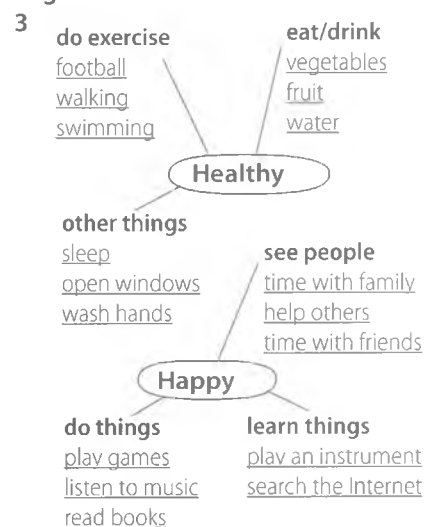 3
do exercise
football
walking
swimming
eat/drink
vegetables
fruit
water
Healthy
other things
sleep
open windows
wash hands
see people
time with family
help others
time with friends
Happy
do things
play games
listen to music
read books
learn things
play an instrument
search the Internet